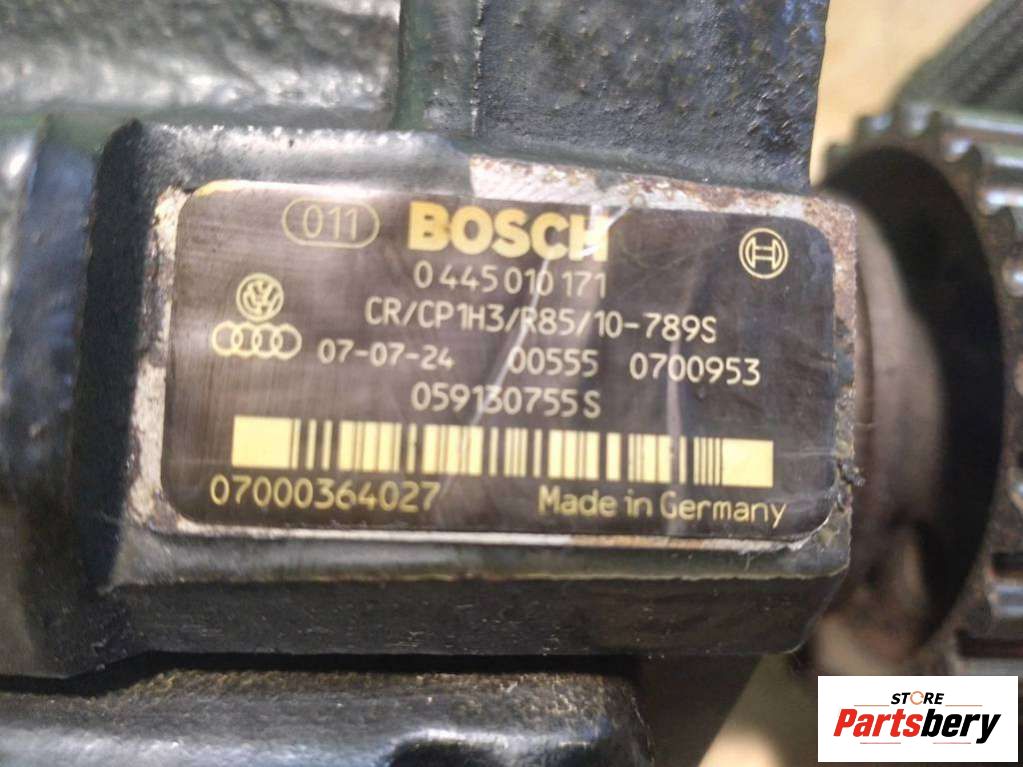 011 BOSCH
0 445 010 171
CR/CP1H3/R85/10-789S
07-07-24 00555 0700953
059130755S
07000364027 Made in Germany
STORE
Partsbery